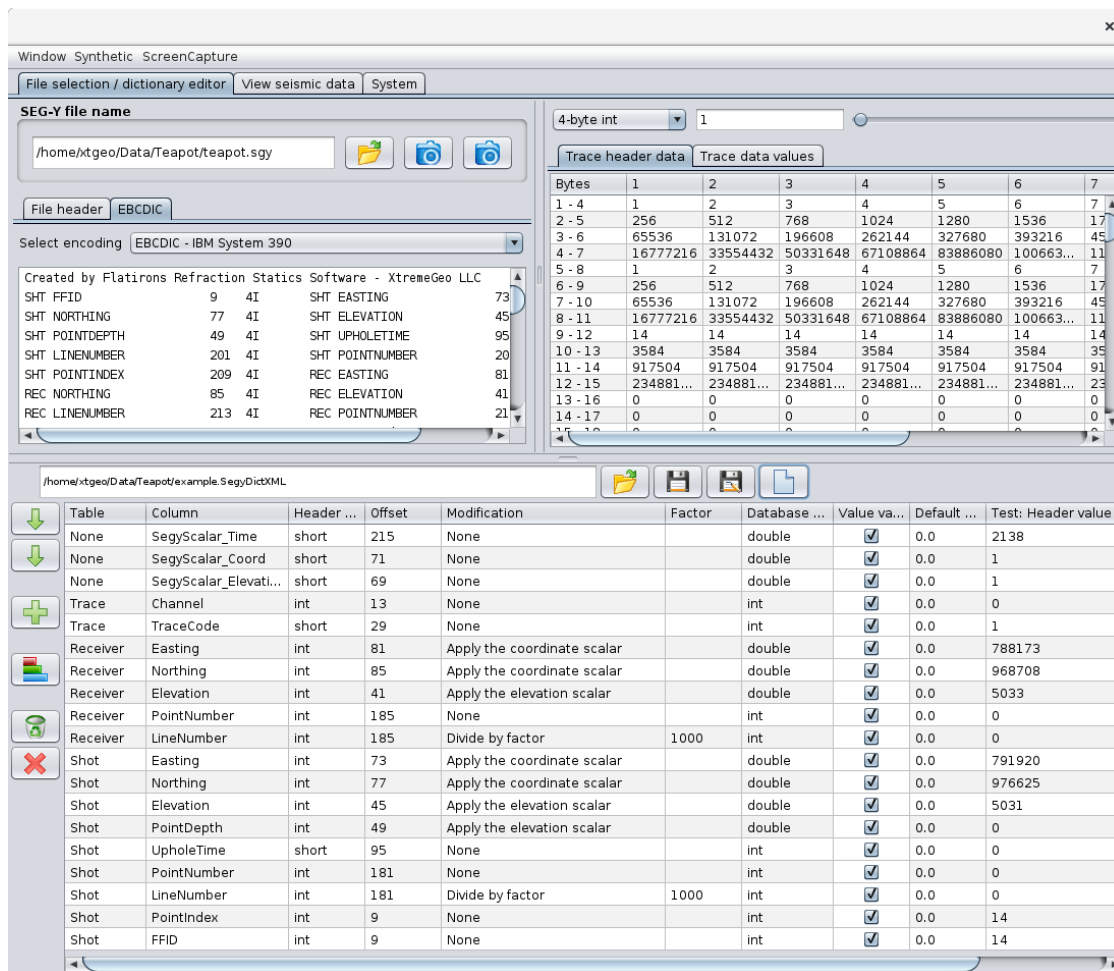 Window Synthetic ScreenCapture
File selection / dictionary editor View seismic data System
SEG-Y file name
/home/xtgeo/Data/Teapot/teapot.sgy
File header EBCDIC
Select encoding EBCDIC - IBM System 390
Created by Flatirons Refraction Statics Software - XtremeGeo LLC
SHT FFID 9 4I SHT EASTING 73
SHT NORTHING 77 4I SHT ELEVATION 45
SHT POINTDEPTH 49 4I SHT UPHOLETIME 95
SHT LINENUMBER 201 4I SHT POINTNUMBER 20
SHT POINTINDEX 209 4I REC EASTING 81
REC NORTHING 85 4I REC ELEVATION 41
REC LINENUMBER 213 4I REC POINTNUMBER 21
4-byte int 1
Trace header data Trace data values
Bytes 1 2 3 4 5 6 7
1 - 4 1 2 3 4 5 6 7
2 - 5 256 512 768 1024 1280 1536 17
3 - 6 65536 131072 196608 262144 327680 393216 45
4 - 7 16777216 33554432 50331648 67108864 83886080 100663... 11
5 - 8 1 2 3 4 5 6 7
6 - 9 256 512 768 1024 1280 1536 17
7 - 10 65536 131072 196608 262144 327680 393216 45
8 - 11 16777216 33554432 50331648 67108864 83886080 100663... 11
9 - 12 14 14 14 14 14 14 14
10 - 13 3584 3584 3584 3584 3584 3584 35
11 - 14 917504 917504 917504 917504 917504 917504 91
12 - 15 234881... 234881... 234881... 234881... 234881... 234881... 23
13 - 16 0 0 0 0 0 0 0
14 - 17 0 0 0 0 0 0 0
/home/xtgeo/Data/Teapot/example.SegyDictXML
Table Column Header ... Offset Modification Factor Database ... Value va... Default ... Test: Header value
None SegyScalar_Time short 215 None double 0.0 2138
None SegyScalar_Coord short 71 None double 0.0 1
None SegyScalar_Elevati... short 69 None double 0.0 1
Trace Channel int 13 None int 0.0 0
Trace TraceCode short 29 None int 0.0 1
Receiver Easting int 81 Apply the coordinate scalar double 0.0 788173
Receiver Northing int 85 Apply the coordinate scalar double 0.0 968708
Receiver Elevation int 41 Apply the elevation scalar double 0.0 5033
Receiver PointNumber int 185 None int 0.0 0
Receiver LineNumber int 185 Divide by factor 1000 int 0.0 0
Shot Easting int 73 Apply the coordinate scalar double 0.0 791920
Shot Northing int 77 Apply the coordinate scalar double 0.0 976625
Shot Elevation int 45 Apply the elevation scalar double 0.0 5031
Shot PointDepth int 49 Apply the elevation scalar double 0.0 0
Shot UpholeTime short 95 None int 0.0 0
Shot PointNumber int 181 None int 0.0 0
Shot LineNumber int 181 Divide by factor 1000 int 0.0 0
Shot PointIndex int 9 None int 0.0 14
Shot FFID int 9 None int 0.0 14